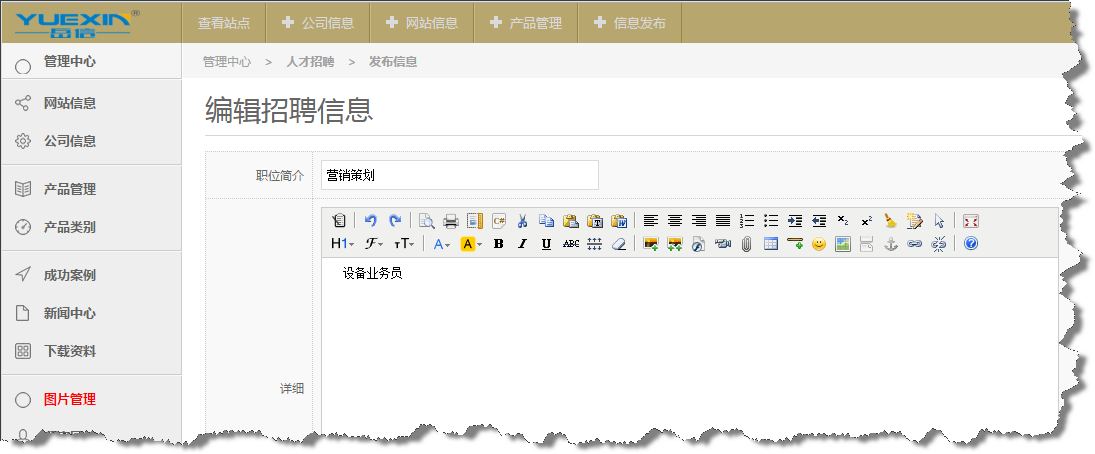 YUEXIN®
岳信
查看站点
公司信息
网站信息
产品管理
信息发布
管理中心 > 人才招聘 > 发布信息
管理中心
网站信息
公司信息
产品管理
产品类别
成功案例
新闻中心
下载资料
图片管理
编辑招聘信息
职位简介
营销策划
C#
T
W
H1
F
тT
A
A
B
I
U
ABC
设备业务员
详细